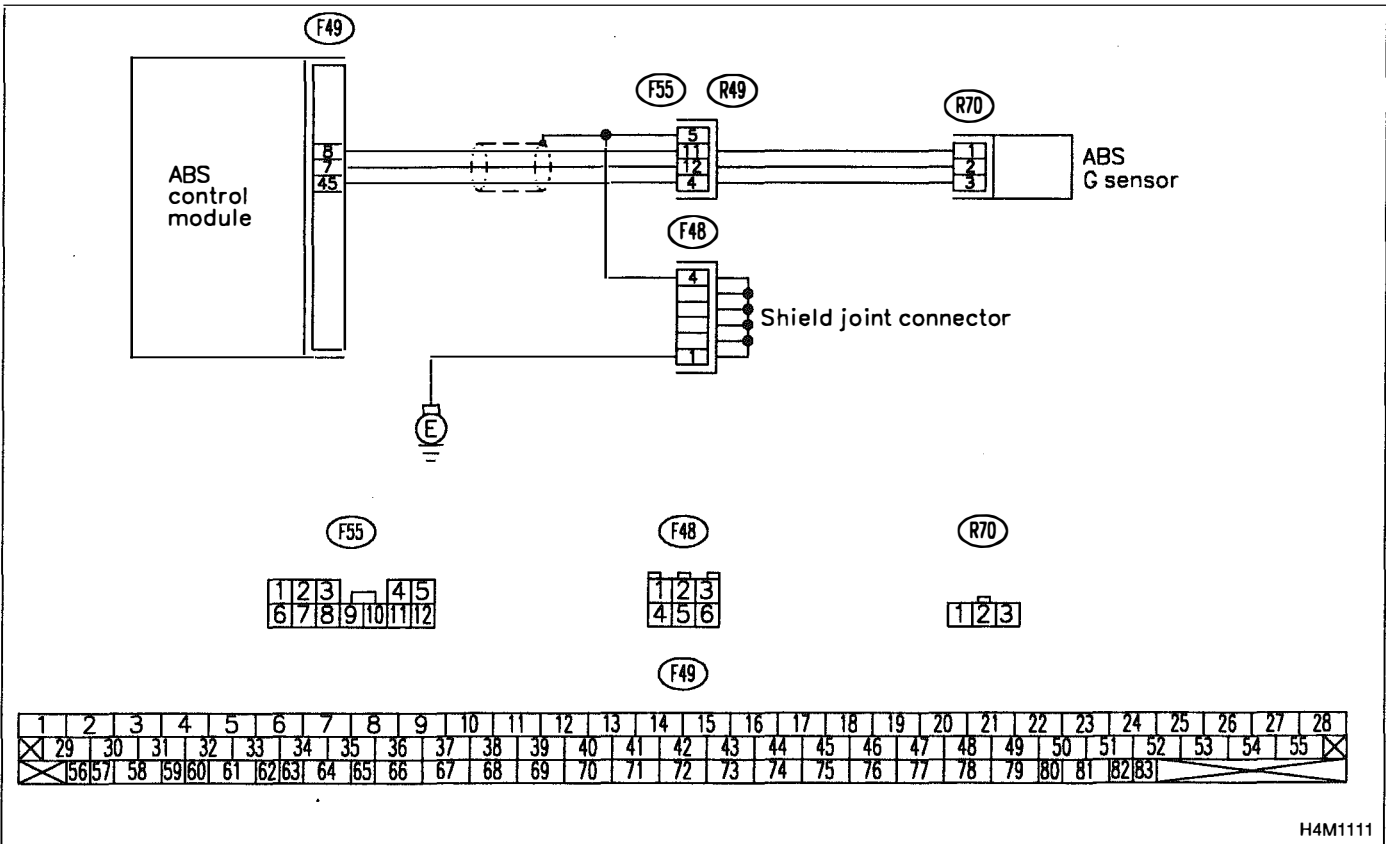 F49
F55 R49
R70
ABS
control
module
8
7
45
5
11
12
4
1
2
3
ABS
G sensor
F48
4
1
Shield joint connector
E
F55
F48
R70
1 2 3 4 5
6 7 8 9 10 11 12
1 2 3
4 5 6
1 2 3
F49
1 2 3 4 5 6 7 8 9 10 11 12 13 14 15 16 17 18 19 20 21 22 23 24 25 26 27 28
29 30 31 32 33 34 35 36 37 38 39 40 41 42 43 44 45 46 47 48 49 50 51 52 53 54 55
56 57 58 59 60 61 62 63 64 65 66 67 68 69 70 71 72 73 74 75 76 77 78 79 80 81 82 83
H4M1111